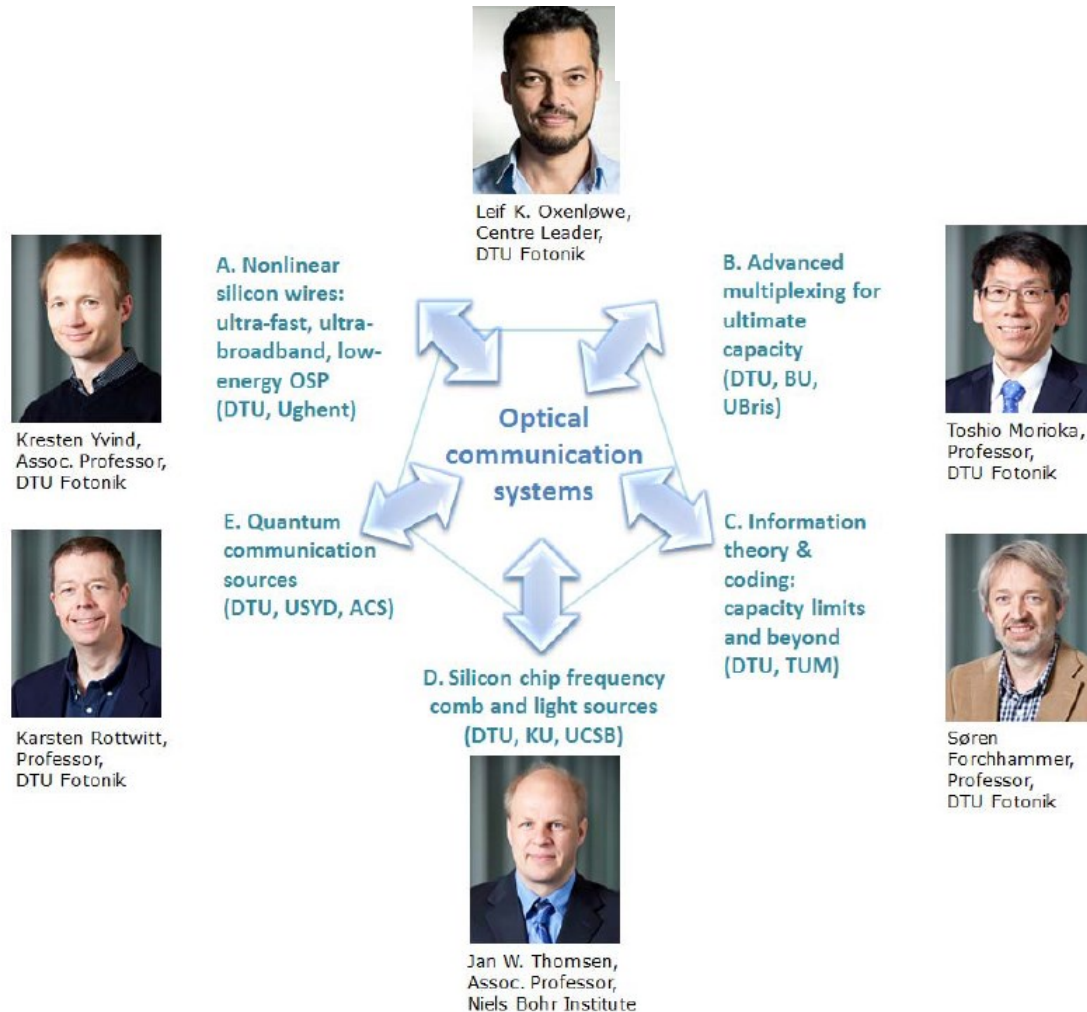 Leif K. Oxenløwe,
Centre Leader,
DTU Fotonik
A. Nonlinear
silicon wires:
ultra-fast, ultra-
broadband, low-
energy OSP
(DTU, Ughent)
B. Advanced
multiplexing for
ultimate
capacity
(DTU, BU,
UBris)
Kresten Yvind,
Assoc. Professor,
DTU Fotonik
Optical
communication
systems
Toshio Morioka,
Professor,
DTU Fotonik
E. Quantum
communication
sources
(DTU, USYD, ACS)
C. Information
theory &
coding:
capacity limits
and beyond
(DTU, TUM)
D. Silicon chip frequency
comb and light sources
(DTU, KU, UCSB)
Karsten Rottwitt,
Professor,
DTU Fotonik
Søren
Forchhammer,
Professor,
DTU Fotonik
Jan W. Thomsen,
Assoc. Professor,
Niels Bohr Institute